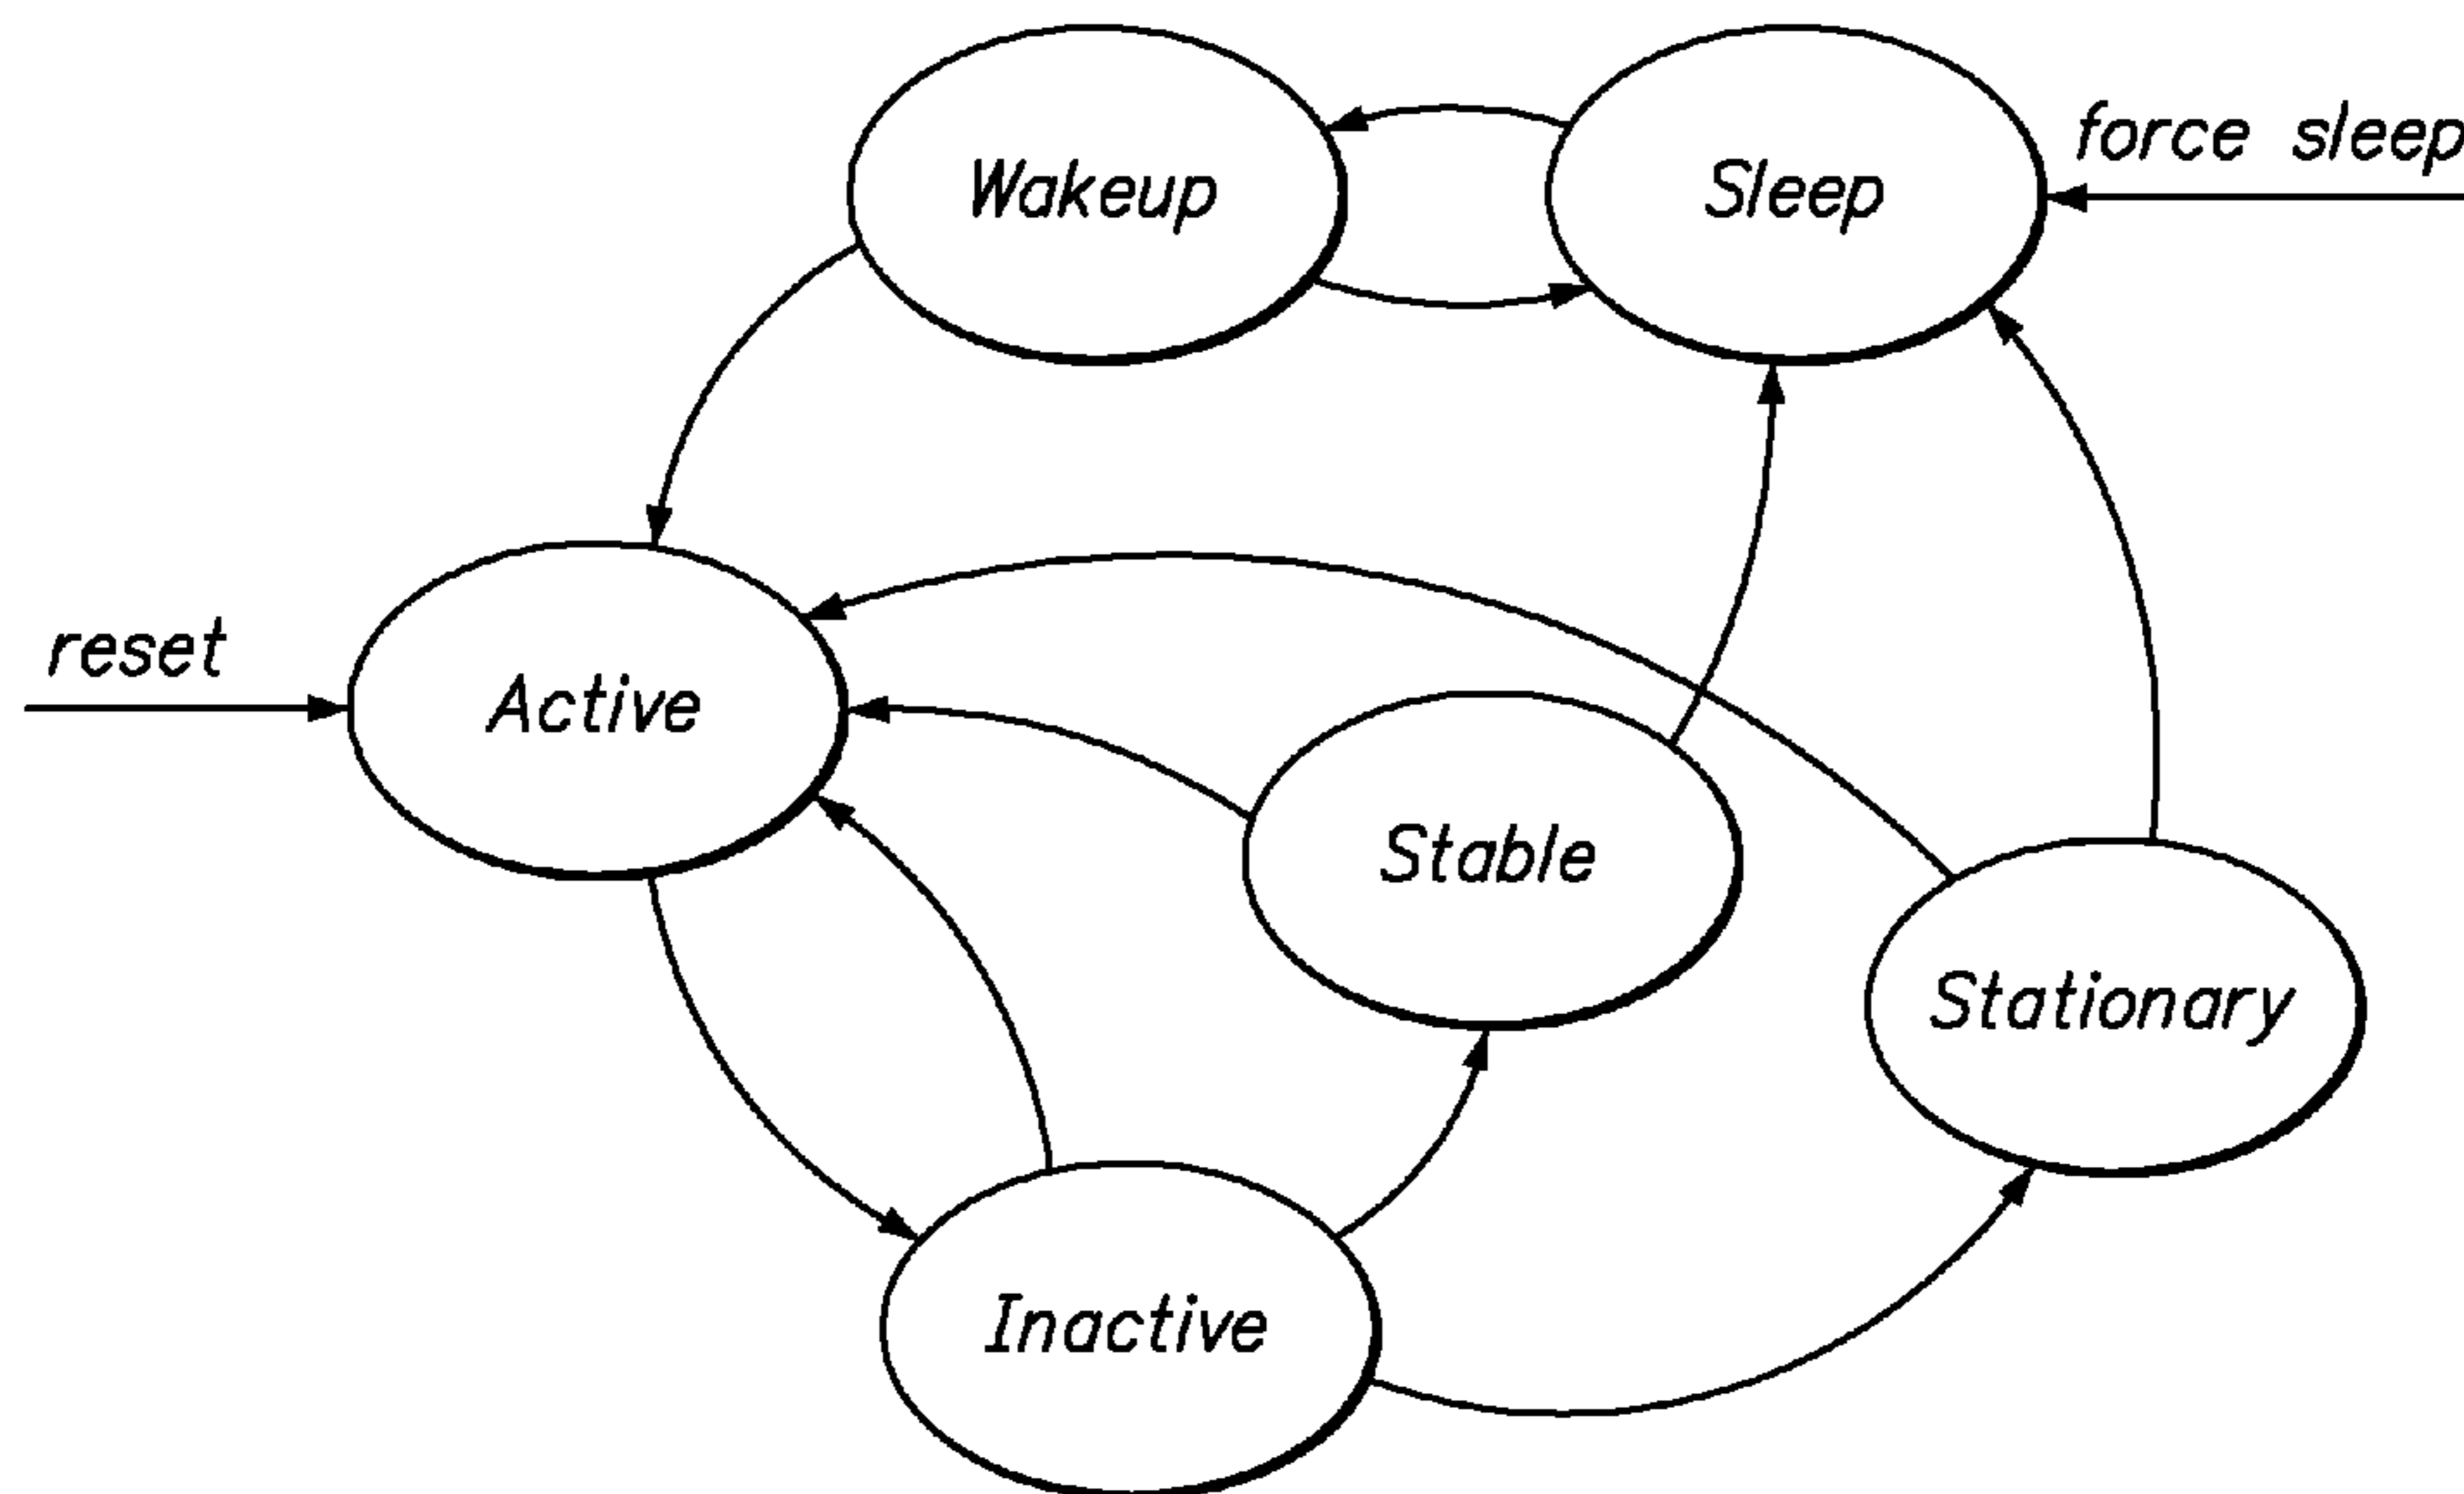 Wakeup
Sleep
force sleep
reset
Active
Stable
Stationary
Inactive